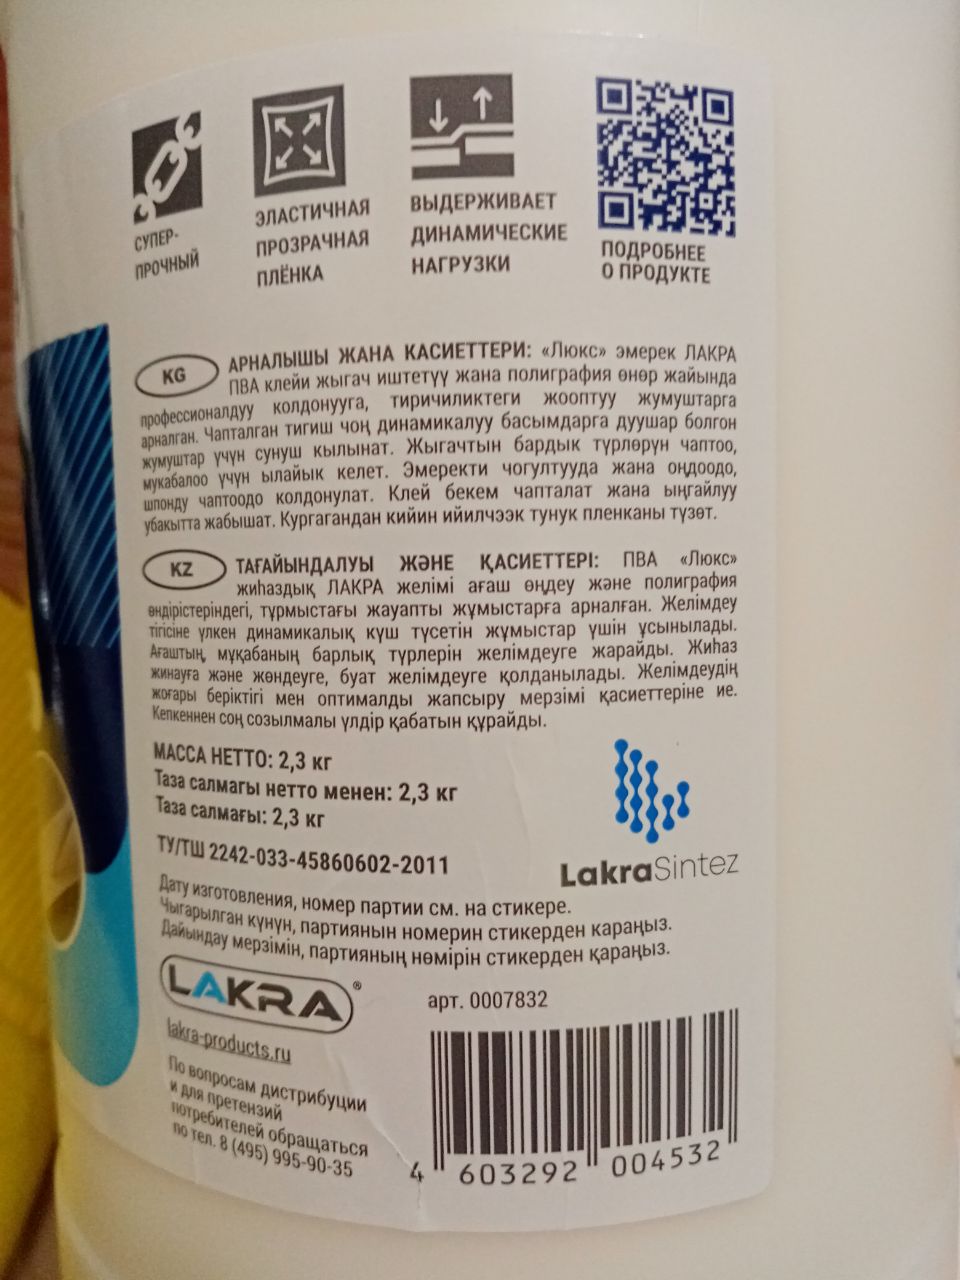 СУПЕР-
ПРОЧНЫЙ
ЭЛАСТИЧНАЯ
ПРОЗРАЧНАЯ
ПЛЁНКА
ВЫДЕРЖИВАЕТ
ДИНАМИЧЕСКИЕ
НАГРУЗКИ
ПОДРОБНЕЕ
О ПРОДУКТЕ
KG АРНАЛЫШЫ ЖАНА КАСИЕТТЕРИ: «Люкс» эмерек ЛАКРА
ПВА клейи жыгач иштетүү жана полиграфия өнөр жайында
профессионалдуу колдонууга, тиричиликтеги жооптуу жумуштарга
арналган. Чапталган тигиш чоң динамикалуу басымдарга дуушар болгон
жумуштар үчүн сунуш кылынат. Жыгачтын бардык түрлөрүн чаптоо,
мукабалоо үчүн ылайык келет. Эмеректи чогултууда жана оңдоодо,
шпонду чаптоодо колдонулат. Клей бекем чапталат жана ыңгайлуу
убакытта жабышат. Кургагандан кийин ийилчээк тунук пленканы түзөт.
KZ ТАҒАЙЫНДАЛУЫ ЖӘНЕ ҚАСИЕТТЕРІ: ПВА «Люкс»
жиһаздық ЛАКРА желімі ағаш өңдеу және полиграфия
өндірістеріндегі, тұрмыстағы жауапты жұмыстарға арналған. Желімдеу
тігісіне үлкен динамикалық күш түсетін жұмыстар үшін ұсынылады.
Ағаштың, мұқабаның барлық түрлерін желімдеуге жарайды. Жиһаз
жинауға және жөндеуге, буат желімдеуге қолданылады. Желімдеудің
жоғары беріктігі мен оптималды жапсыру мерзімі қасиеттеріне ие.
Кепкеннен соң созылмалы үлдір қабатын құрайды.
МАССА НЕТТО: 2,3 кг
Таза салмагы нетто менен: 2,3 кг
Таза салмағы: 2,3 кг
ТУ/ТШ 2242-033-45860602-2011
LakraSintez
Дату изготовления, номер партии см. на стикере.
Чыгарылган күнүн, партиянын номерин стикерден караңыз.
Дайындау мерзімін, партияның нөмірін стикерден қараңыз.
LAKRA®
арт. 0007832
lakra-products.ru
По вопросам дистрибуции
и для претензий
потребителей обращаться
по тел. 8 (495) 995-90-35
4 603292 004532